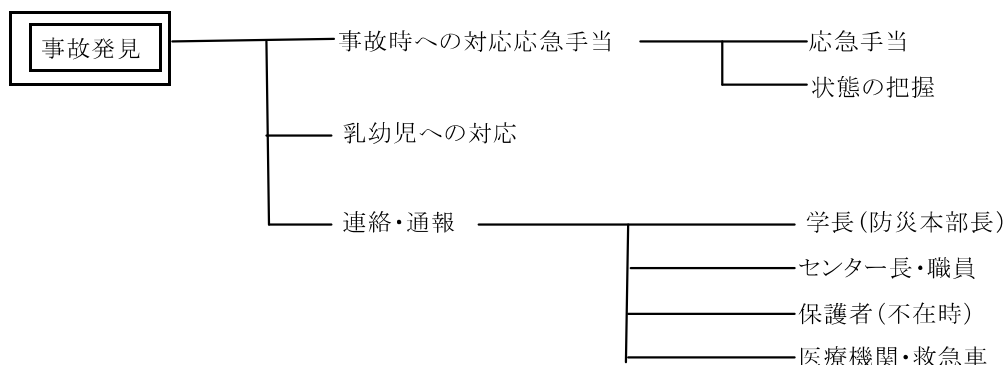 事故発見
事故時への対応応急手当
応急手当
状態の把握
乳幼児への対応
連絡・通報
学長(防災本部長)
センター長・職員
保護者(不在時)
医療機関・救急車